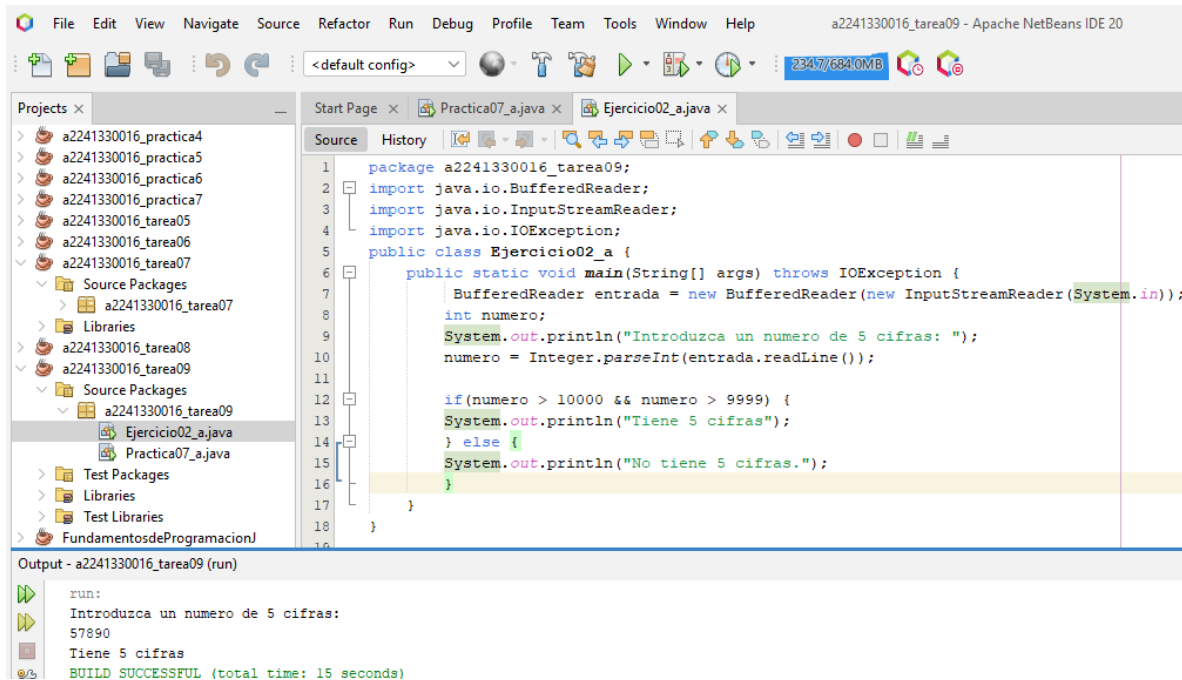 File Edit View Navigate Source Refactor Run Debug Profile Team Tools Window Help a2241330016_tarea09 - Apache NetBeans IDE 20
<default config> 234.7/684.0MB
Projects
Start Page Practica07_a.java Ejercicio02_a.java
Source History
a2241330016_practica4
a2241330016_practica5
a2241330016_practica6
a2241330016_practica7
a2241330016_tarea05
a2241330016_tarea06
a2241330016_tarea07
Source Packages
a2241330016_tarea07
Libraries
a2241330016_tarea08
a2241330016_tarea09
Source Packages
a2241330016_tarea09
Ejercicio02_a.java
Practica07_a.java
Test Packages
Libraries
Test Libraries
FundamentosdeProgramacionJ
1 package a2241330016_tarea09;
2 import java.io.BufferedReader;
3 import java.io.InputStreamReader;
4 import java.io.IOException;
5 public class Ejercicio02_a {
6 public static void main(String[] args) throws IOException {
7 BufferedReader entrada = new BufferedReader(new InputStreamReader(System.in));
8 int numero;
9 System.out.println("Introduzca un numero de 5 cifras: ");
10 numero = Integer.parseInt(entrada.readLine());
11
12 if(numero > 10000 && numero > 9999) {
13 System.out.println("Tiene 5 cifras");
14 } else {
15 System.out.println("No tiene 5 cifras.");
16 }
17 }
18 }
19
Output - a2241330016_tarea09 (run)
run:
Introduzca un numero de 5 cifras:
57890
Tiene 5 cifras
BUILD SUCCESSFUL (total time: 15 seconds)